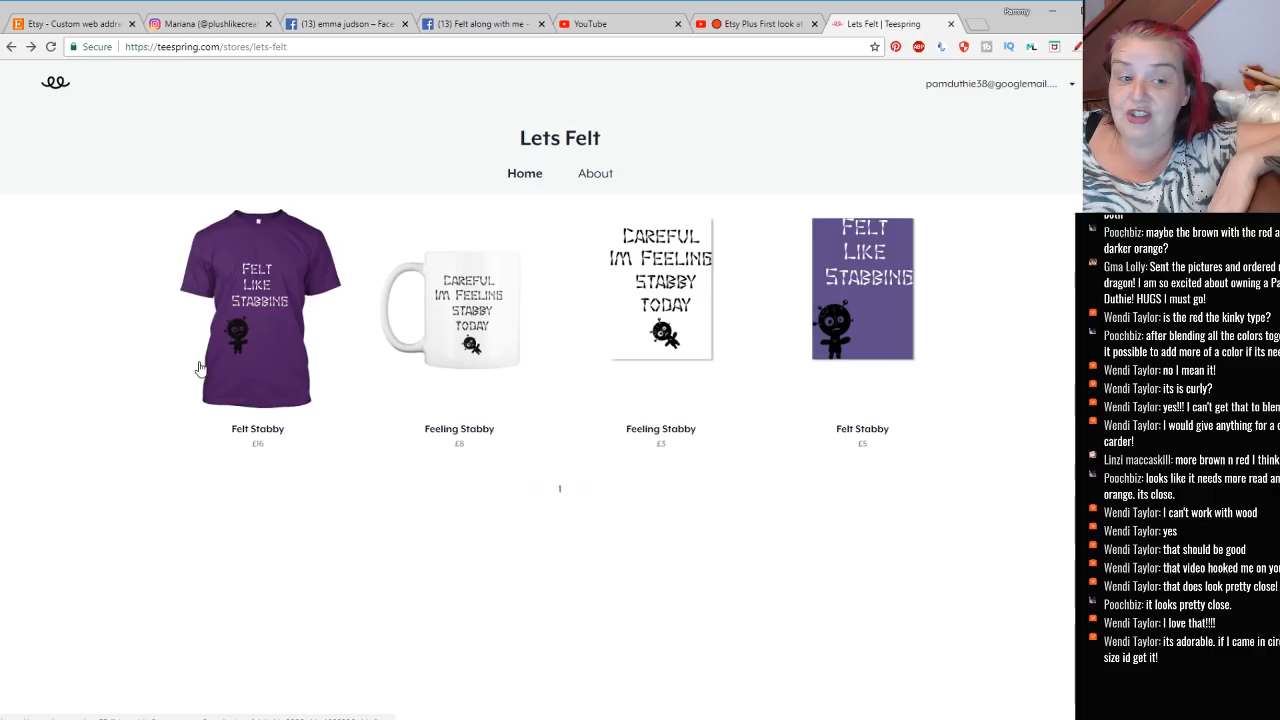 Etsy - Custom web addre
Mariana (@plushlikecrea
(13) emma judson - Face
(13) Felt along with me -
YouTube
Etsy Plus First look at
Lets Felt | Teespring
Pammy
Secure
https://teespring.com/stores/lets-felt
pamduthie38@googlemail....
Lets Felt
Home
About
FELT
LIKE
STABBING
CAREFUL
IM FEELING
STABBY
TODAY
CAREFUL
IM FEELING
STABBY
TODAY
FELT
LIKE
STABBING
Felt Stabby
£16
Feeling Stabby
£8
Feeling Stabby
£3
Felt Stabby
£5
1
both
Poochbiz: maybe the brown with the red a
darker orange?
Gma Lolly: Sent the pictures and ordered
dragon! I am so excited about owning a Pa
Duthie! HUGS I must go!
Wendi Taylor: is the red the kinky type?
Poochbiz: after blending all the colors tog
it possible to add more of a color if its nee
Wendi Taylor: no I mean it!
Wendi Taylor: its is curly?
Wendi Taylor: yes!!! I can't get that to blen
Wendi Taylor: I would give anything for a
carder!
Linzi maccaskill: more brown n red I think
Poochbiz: looks like it needs more read an
orange. its close.
Wendi Taylor: I can't work with wood
Wendi Taylor: yes
Wendi Taylor: that should be good
Wendi Taylor: that video hooked me on yo
Wendi Taylor: that does look pretty close!
Poochbiz: it looks pretty close.
Wendi Taylor: I love that!!!!
Wendi Taylor: its adorable. if I came in cir
size id get it!